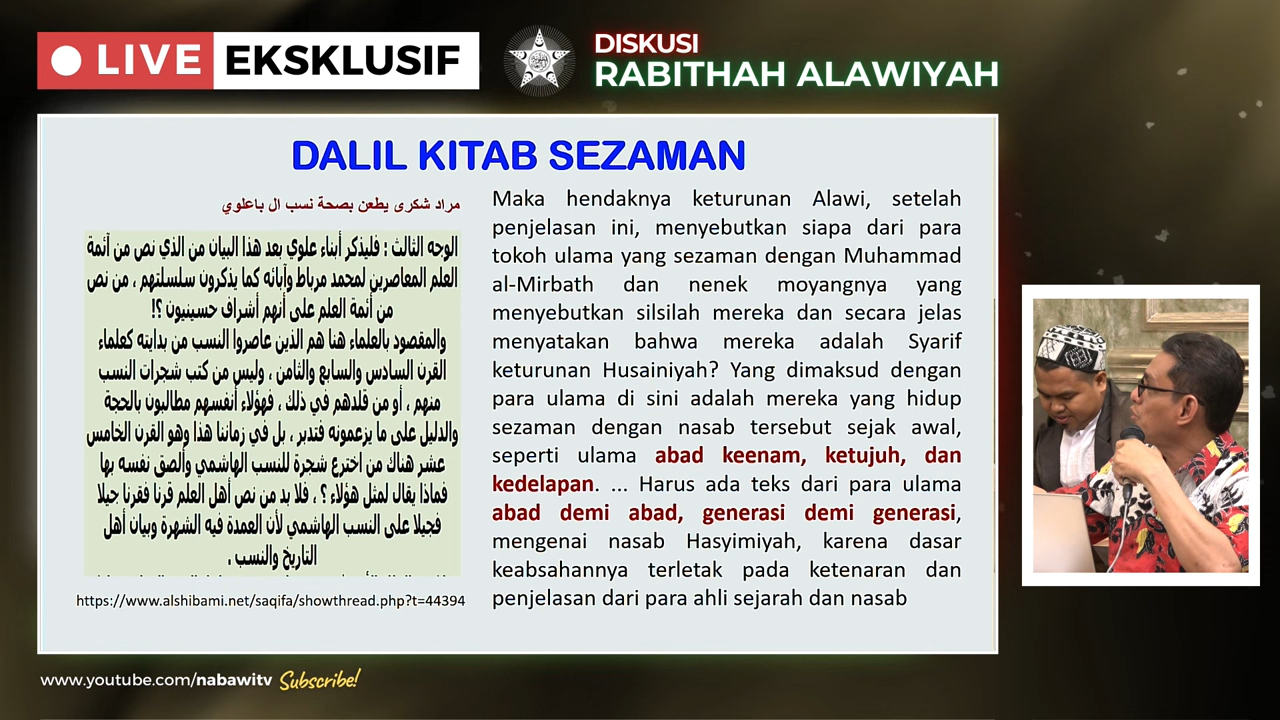 LIVE EKSKLUSIF
DISKUSI
RABITHAH ALAWIYAH
DALIL KITAB SEZAMAN
مراد شكرى يطعن بصحة نسب ال باعلوي
الوجه الثالث : فليذكر أبناء علوي بعد هذا البيان من الذي نص من أئمة
العلم المعاصرين لمحمد مرباط وآبائه كما يذكرون سلسلتهم ، من نص
من أئمة العلم على أنهم أشراف حسينيون ؟!
والمقصود بالعلماء هنا هم الذين عاصروا النسب من بدايته كعلماء
القرن السادس والسابع والثامن ، وليس من كتب شجرات النسب
منهم ، أو من قلدهم في ذلك ، فهؤلاء أنفسهم مطالبون بالحجة
والدليل على ما يزعمونه فتدبر ، بل في زماننا هذا وهو القرن الخامس
عشر هناك من اخترع شجرة للنسب الهاشمي وألصق نفسه بها
فماذا يقال لمثل هؤلاء ؟ ، فلا بد من نص أهل العلم قرنا فقرنا جيلا
فجيلا على النسب الهاشمي لأن العمدة فيه الشهرة وبيان أهل
التاريخ والنسب .
https://www.alshibami.net/saqifa/showthread.php?t=44394
Maka hendaknya keturunan Alawi, setelah
penjelasan ini, menyebutkan siapa dari para
tokoh ulama yang sezaman dengan Muhammad
al-Mirbath dan nenek moyangnya yang
menyebutkan silsilah mereka dan secara jelas
menyatakan bahwa mereka adalah Syarif
keturunan Husainiyah? Yang dimaksud dengan
para ulama di sini adalah mereka yang hidup
sezaman dengan nasab tersebut sejak awal,
seperti ulama abad keenam, ketujuh, dan
kedelapan. ... Harus ada teks dari para ulama
abad demi abad, generasi demi generasi,
mengenai nasab Hasyimiyah, karena dasar
keabsahannya terletak pada ketenaran dan
penjelasan dari para ahli sejarah dan nasab
www.youtube.com/nabawitv Subscribe!